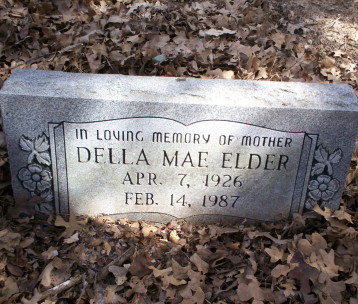 IN LOVING MEMORY OF MOTHER
DELLA MAE ELDER
APR. 7, 1926
FEB. 14, 1987